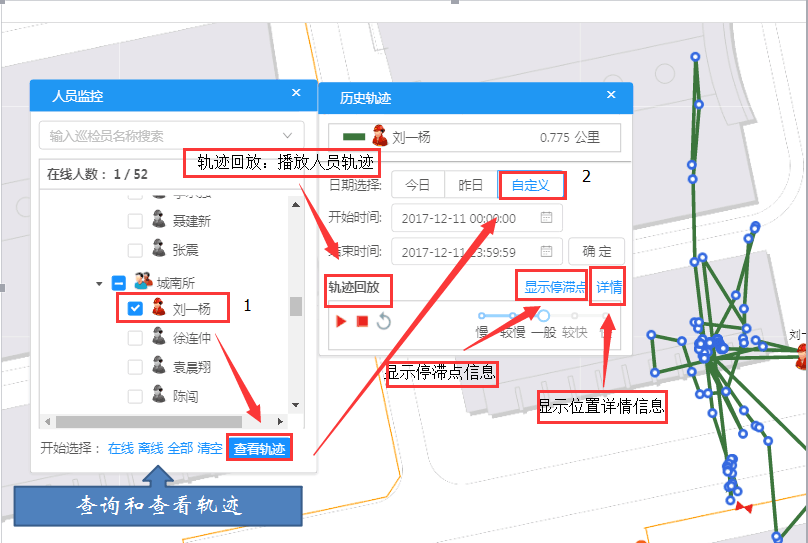 人员监控
×
输入巡检员名称搜索
在线人数： 1 / 52
聂建新
张震
城南所
刘一杨
徐连仲
袁晨翔
陈闯
开始选择： 在线 离线 全部 清空 查看轨迹
查询和查看轨迹
1
轨迹回放：播放人员轨迹
历史轨迹
×
刘一杨 0.775 公里
日期选择: 今日 昨日 自定义
2
开始时间: 2017-12-11 00:00:00
结束时间: 2017-12-11 23:59:59 确 定
轨迹回放 显示停滞点 详情
慢 较慢 一般 较快
显示停滞点信息
显示位置详情信息
刘一